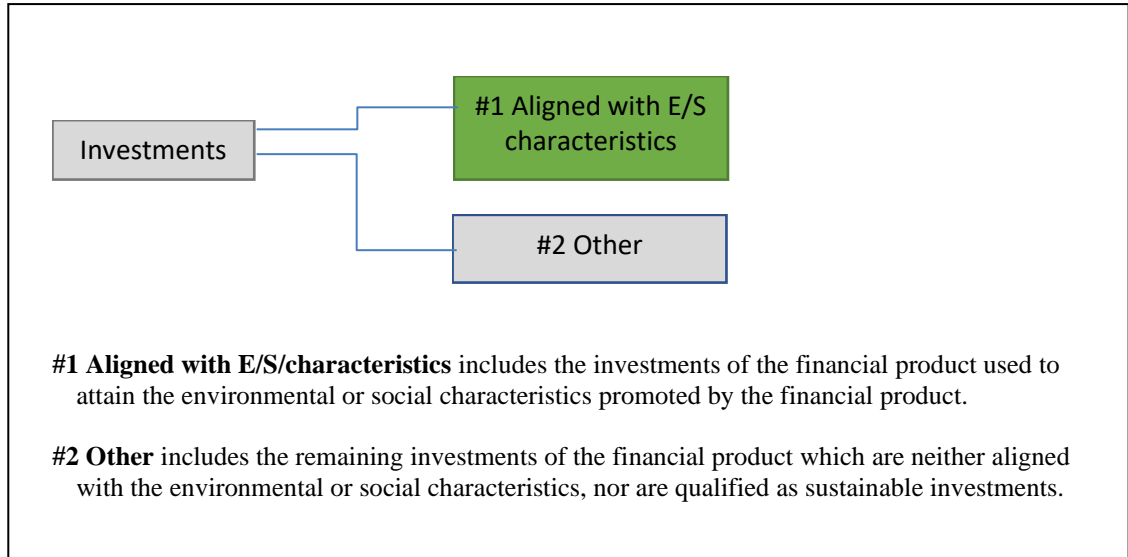 #1 Aligned with E/S
characteristics
Investments
#2 Other
#1 Aligned with E/S/characteristics includes the investments of the financial product used to
attain the environmental or social characteristics promoted by the financial product.
#2 Other includes the remaining investments of the financial product which are neither aligned
with the environmental or social characteristics, nor are qualified as sustainable investments.